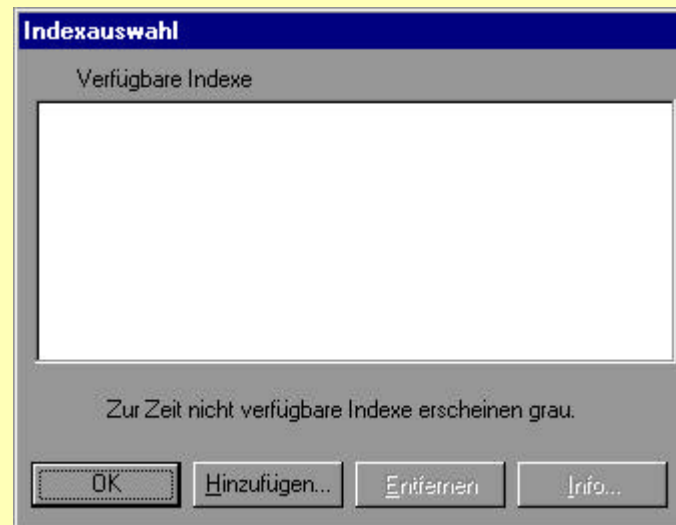 Indexauswahl
Verfügbare Indexe
Zur Zeit nicht verfügbare Indexe erscheinen grau.
OK Hinzufügen... Entfernen Info...